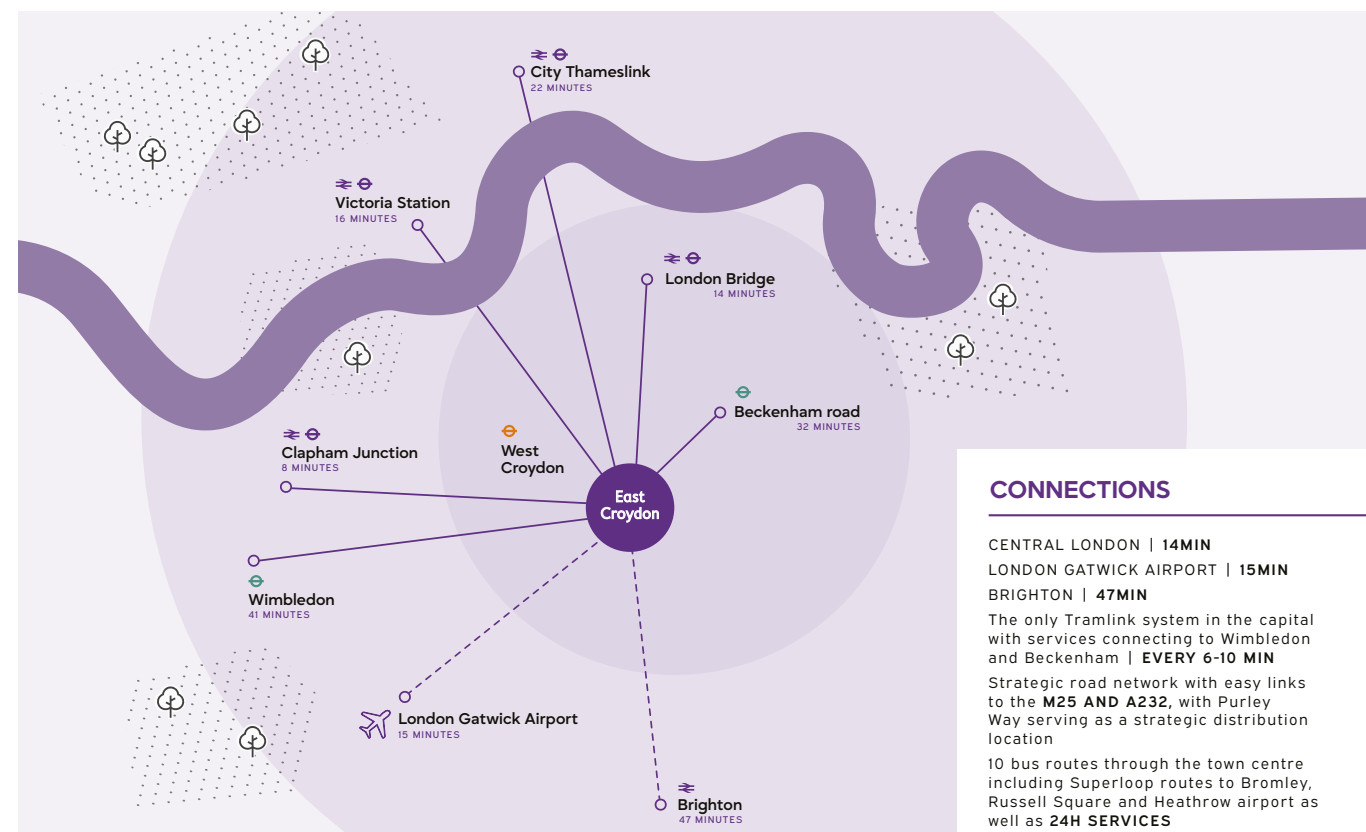 City Thameslink
22 MINUTES
Victoria Station
16 MINUTES
London Bridge
14 MINUTES
Beckenham road
32 MINUTES
Clapham Junction
8 MINUTES
West
Croydon
East
Croydon
Wimbledon
41 MINUTES
London Gatwick Airport
15 MINUTES
Brighton
47 MINUTES
CONNECTIONS
CENTRAL LONDON | 14MIN
LONDON GATWICK AIRPORT | 15MIN
BRIGHTON | 47MIN
The only Tramlink system in the capital
with services connecting to Wimbledon
and Beckenham | EVERY 6-10 MIN
Strategic road network with easy links
to the M25 AND A232, with Purley
Way serving as a strategic distribution
location
10 bus routes through the town centre
including Superloop routes to Bromley,
Russell Square and Heathrow airport as
well as 24H SERVICES